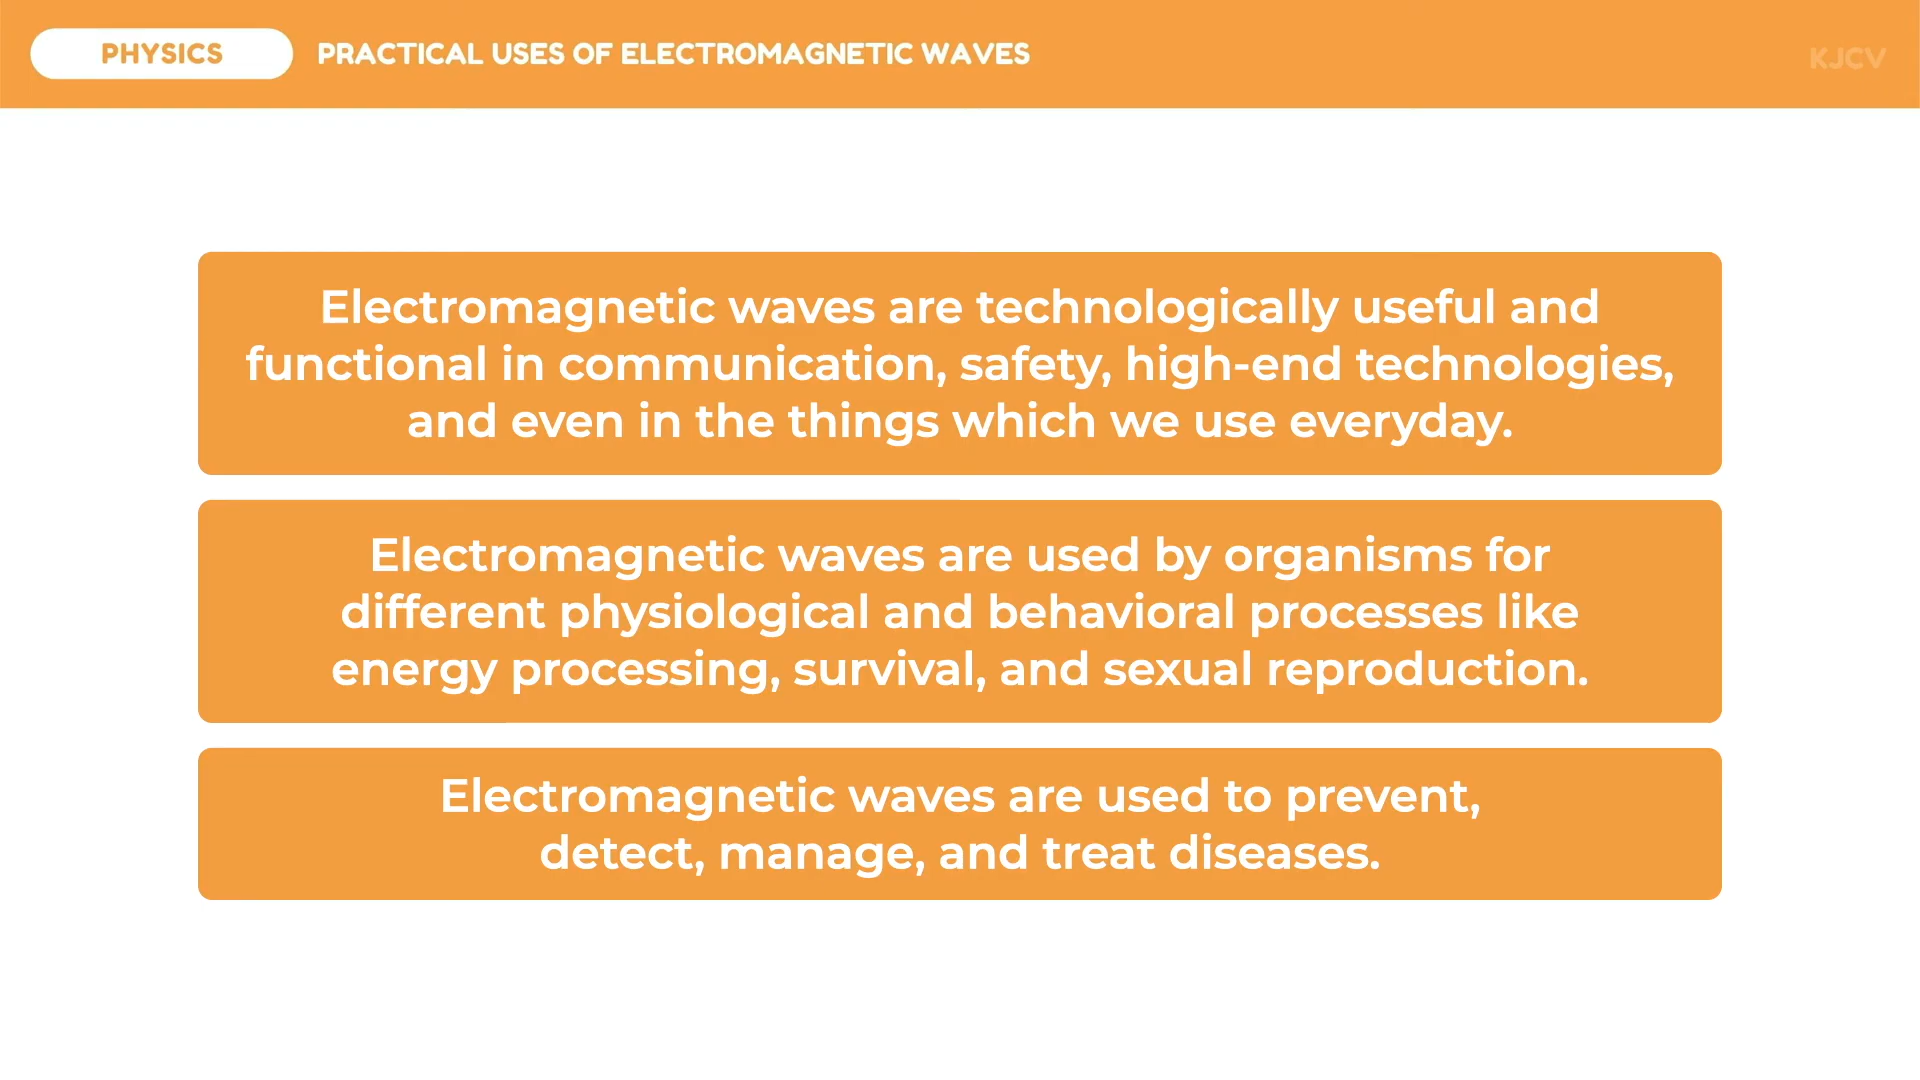 PHYSICS
PRACTICAL USES OF ELECTROMAGNETIC WAVES
KJCV
Electromagnetic waves are technologically useful and
functional in communication, safety, high-end technologies,
and even in the things which we use everyday.
Electromagnetic waves are used by organisms for
different physiological and behavioral processes like
energy processing, survival, and sexual reproduction.
Electromagnetic waves are used to prevent,
detect, manage, and treat diseases.